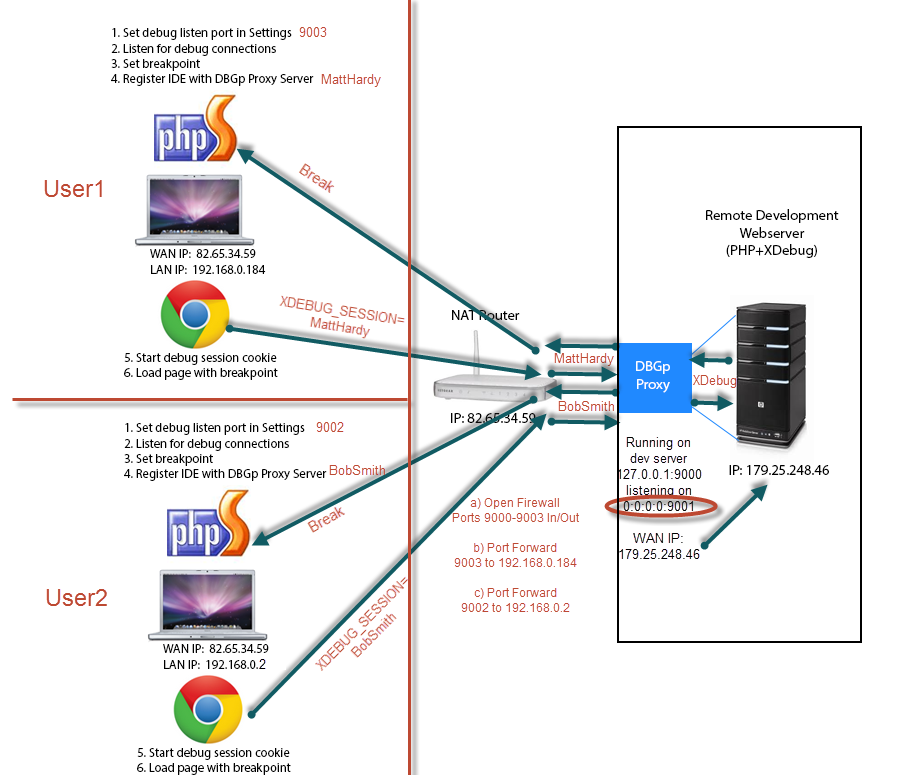 1. Set debug listen port in Settings 9003
2. Listen for debug connections
3. Set breakpoint
4. Register IDE with DBGp Proxy Server MattHardy
php S
User1
WAN IP: 82.65.34.59
LAN IP: 192.168.0.184
5. Start debug session cookie
6. Load page with breakpoint
Break
XDEBUG_SESSION=
MattHardy
1. Set debug listen port in Settings 9002
2. Listen for debug connections
3. Set breakpoint
4. Register IDE with DBGp Proxy Server BobSmith
php S
User2
WAN IP: 82.65.34.59
LAN IP: 192.168.0.2
5. Start debug session cookie
6. Load page with breakpoint
Break
XDEBUG_SESSION=
BobSmith
NAT Router
IP: 82.65.34.59
MattHardy
BobSmith
a) Open Firewall
Ports 9000-9003 In/Out
b) Port Forward
9003 to 192.168.0.184
c) Port Forward
9002 to 192.168.0.2
Remote Development
Webserver
(PHP+XDebug)
DBGp
Proxy
XDebug
hp
IP: 179.25.248.46
Running on
dev server
127.0.0.1:9000
listening on
0:0:0:0:9001
WAN IP:
179.25.248.46